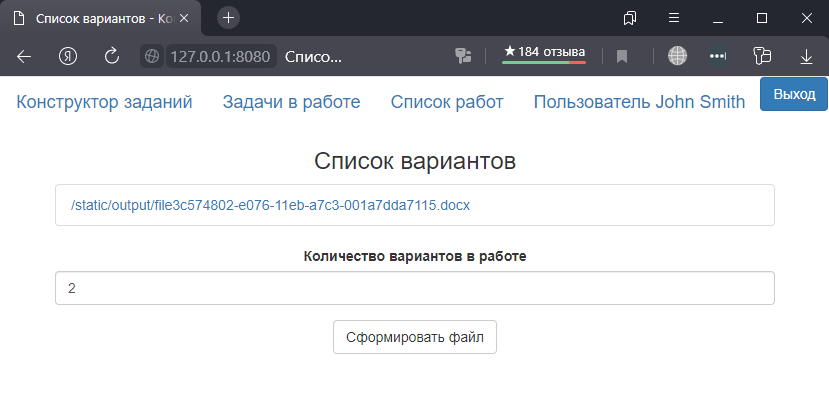 Список вариантов - Ко
127.0.0.1:8080 Списо... ★184 отзыва
Конструктор заданий Задачи в работе Список работ Пользователь John Smith Выход
Список вариантов
/static/output/file3c574802-e076-11eb-a7c3-001a7dda7115.docx
Количество вариантов в работе
2
Сформировать файл